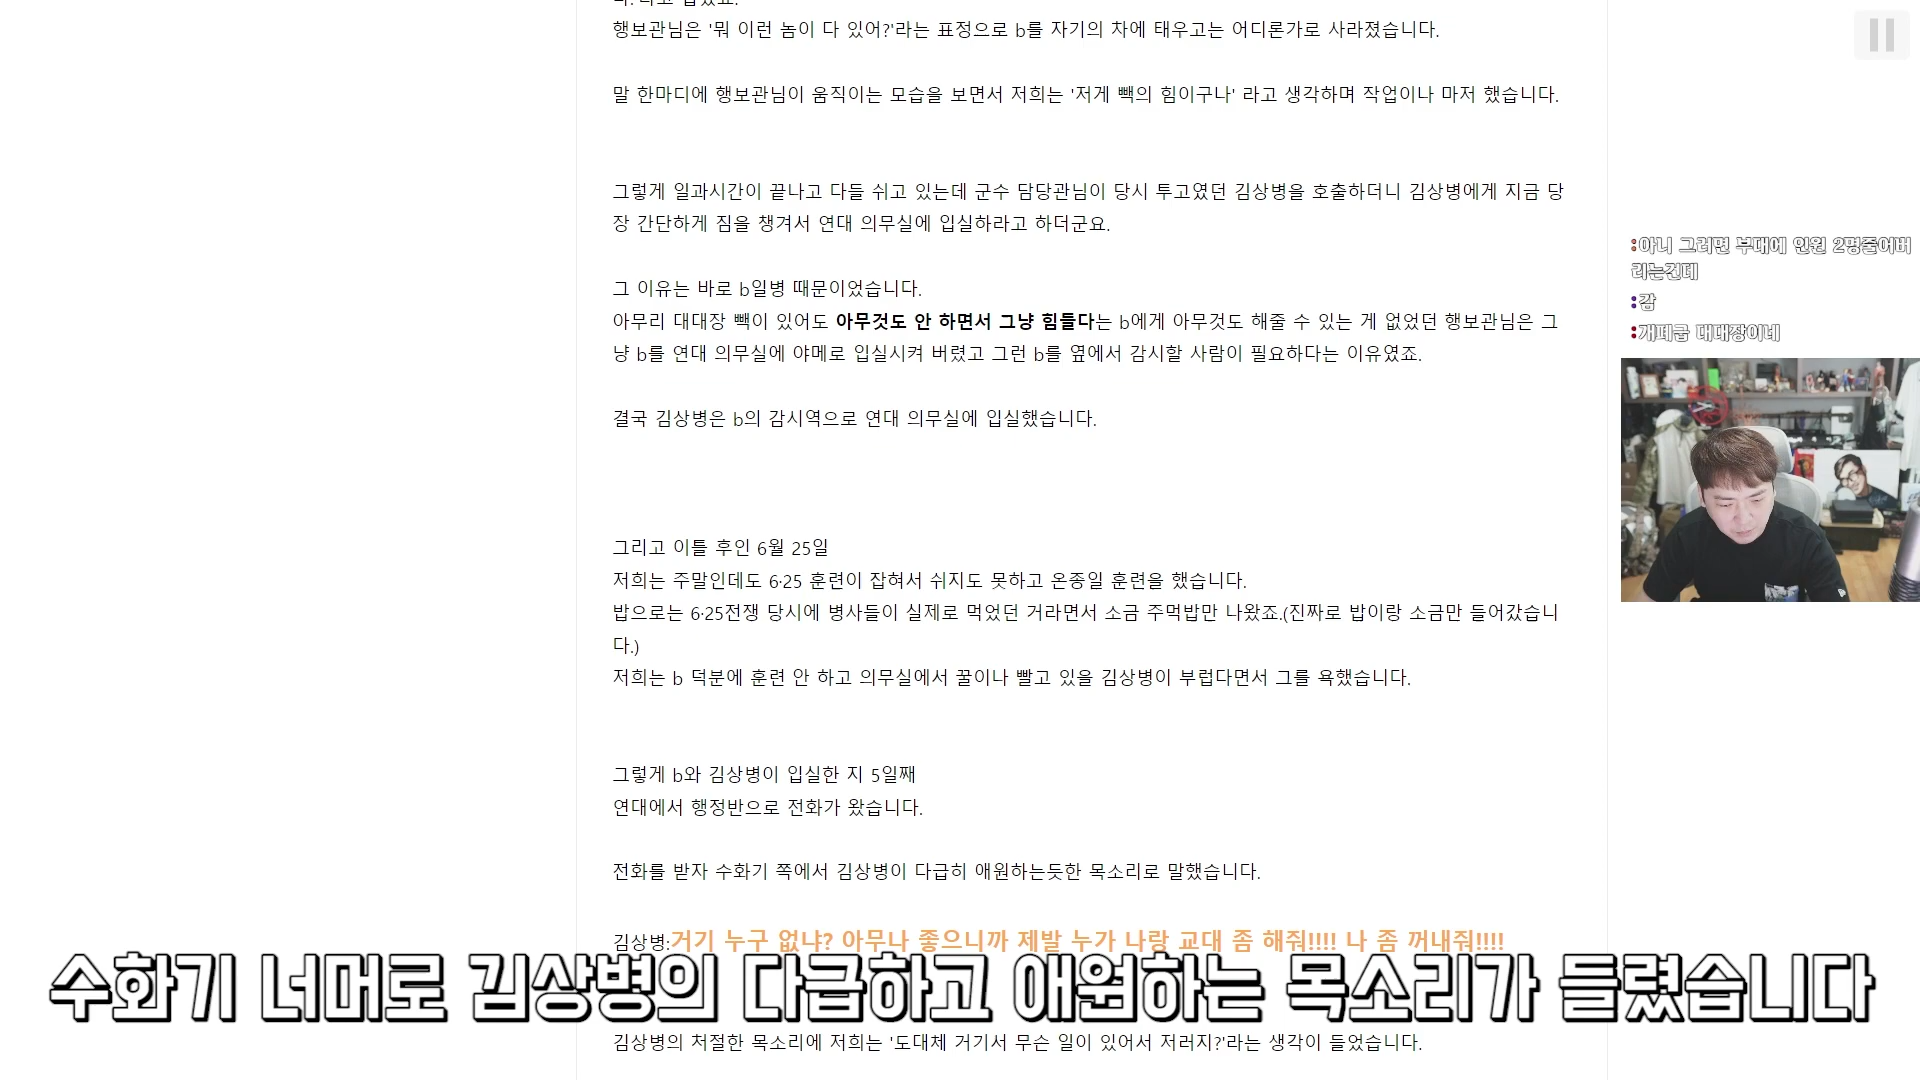 행보관님은 '뭐 이런 놈이 다 있어?'라는 표정으로 b를 자기의 차에 태우고는 어디론가로 사라졌습니다.
말 한마디에 행보관님이 움직이는 모습을 보면서 저희는 '저게 빽의 힘이구나' 라고 생각하며 작업이나 마저 했습니다.
그렇게 일과시간이 끝나고 다들 쉬고 있는데 군수 담당관님이 당시 투고였던 김상병을 호출하더니 김상병에게 지금 당
장 간단하게 짐을 챙겨서 연대 의무실에 입실하라고 하더군요.
그 이유는 바로 b일병 때문이었습니다.
아무리 대대장 빽이 있어도 아무것도 안 하면서 그냥 힘들다는 b에게 아무것도 해줄 수 있는 게 없었던 행보관님은 그
냥 b를 연대 의무실에 야메로 입실시켜 버렸고 그런 b를 옆에서 감시할 사람이 필요하다는 이유였죠.
결국 김상병은 b의 감시역으로 연대 의무실에 입실했습니다.
그리고 이틀 후인 6월 25일
저희는 주말인데도 6·25 훈련이 잡혀서 쉬지도 못하고 온종일 훈련을 했습니다.
밥으로는 6·25전쟁 당시에 병사들이 실제로 먹었던 거라면서 소금 주먹밥만 나왔죠.(진짜로 밥이랑 소금만 들어갔습니
다.)
저희는 b 덕분에 훈련 안 하고 의무실에서 꿀이나 빨고 있을 김상병이 부럽다면서 그를 욕했습니다.
그렇게 b와 김상병이 입실한 지 5일째
연대에서 행정반으로 전화가 왔습니다.
전화를 받자 수화기 쪽에서 김상병이 다급히 애원하는듯한 목소리로 말했습니다.
김상병:거기 누구 없냐? 아무나 좋으니까 제발 누가 나랑 교대 좀 해줘!!!! 나 좀 꺼내줘!!!!
수화기 너머로 김상병의 다급하고 애원하는 목소리가 들렸습니다
김상병의 처절한 목소리에 저희는 '도대체 거기서 무슨 일이 있어서 저러지?'라는 생각이 들었습니다.
:아니 그러면 부대에 인원 2명줄어버
리는건데
:감
:개폐급 대대장이네